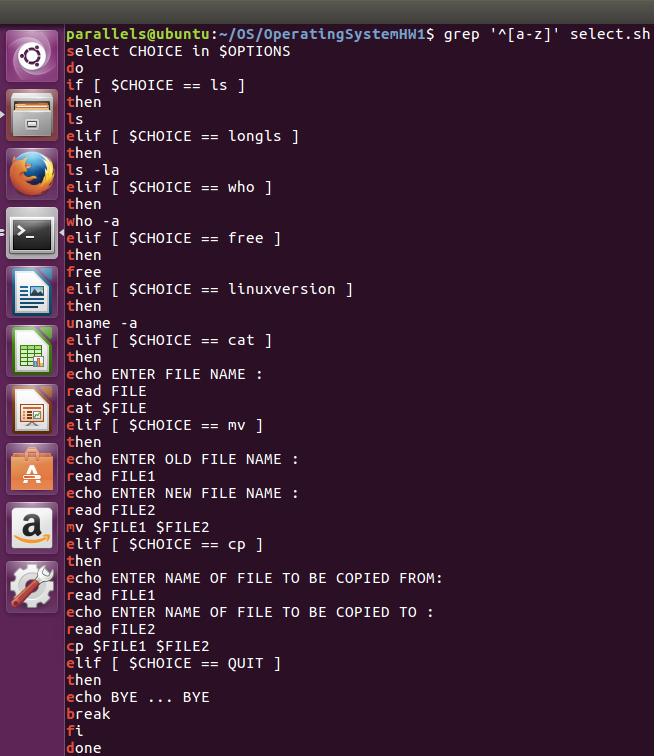 parallels@ubuntu:~/OS/OperatingSystemHW1$ grep '^[a-z]' select.sh
select CHOICE in $OPTIONS
do
if [ $CHOICE == ls ]
then
ls
elif [ $CHOICE == longls ]
then
ls -la
elif [ $CHOICE == who ]
then
who -a
elif [ $CHOICE == free ]
then
free
elif [ $CHOICE == linuxversion ]
then
uname -a
elif [ $CHOICE == cat ]
then
echo ENTER FILE NAME :
read FILE
cat $FILE
elif [ $CHOICE == mv ]
then
echo ENTER OLD FILE NAME :
read FILE1
echo ENTER NEW FILE NAME :
read FILE2
mv $FILE1 $FILE2
elif [ $CHOICE == cp ]
then
echo ENTER NAME OF FILE TO BE COPIED FROM:
read FILE1
echo ENTER NAME OF FILE TO BE COPIED TO :
read FILE2
cp $FILE1 $FILE2
elif [ $CHOICE == QUIT ]
then
echo BYE ... BYE
break
fi
done